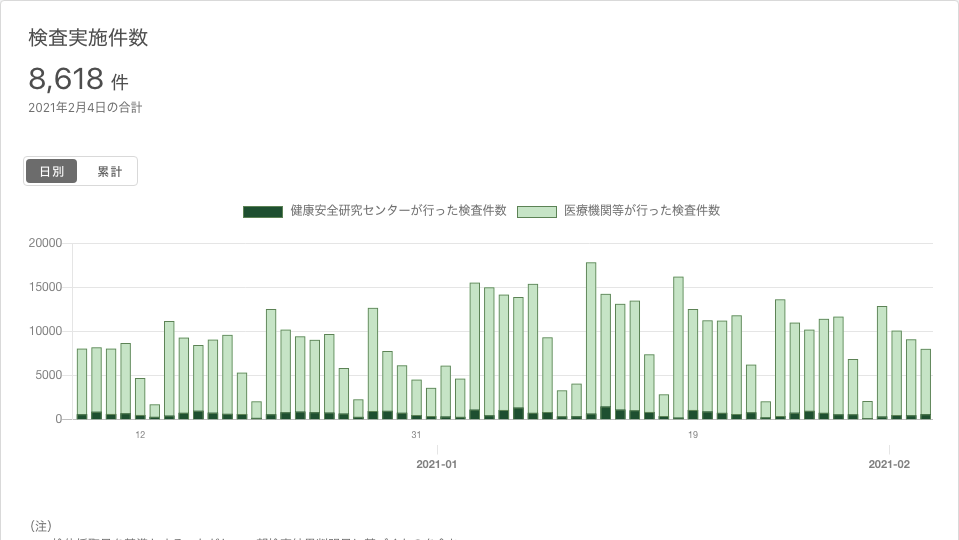 検査実施件数
8,618 件
2021年2月4日の合計
日別 累計
健康安全研究センターが行った検査件数 医療機関等が行った検査件数
20000
15000
10000
5000
0
12 31 19
2021-01 2021-02
（注）